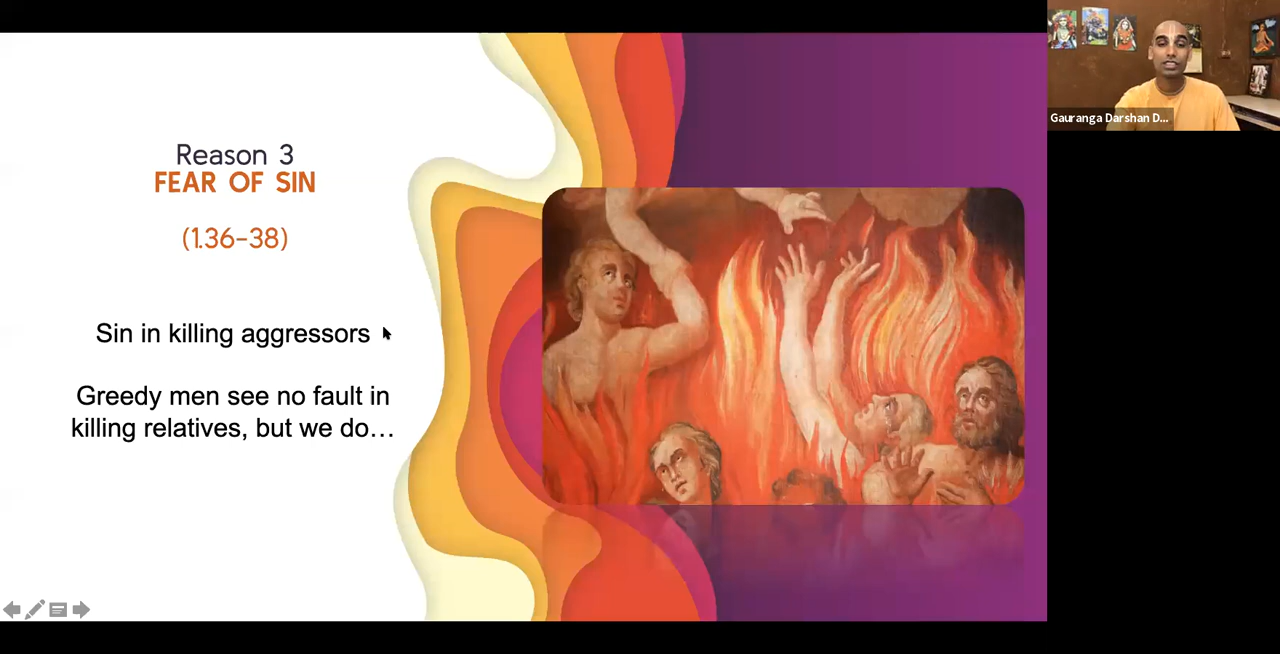 Reason 3
FEAR OF SIN
(1.36-38)
Sin in killing aggressors
Greedy men see no fault in
killing relatives, but we do…
Gauranga Darshan D...